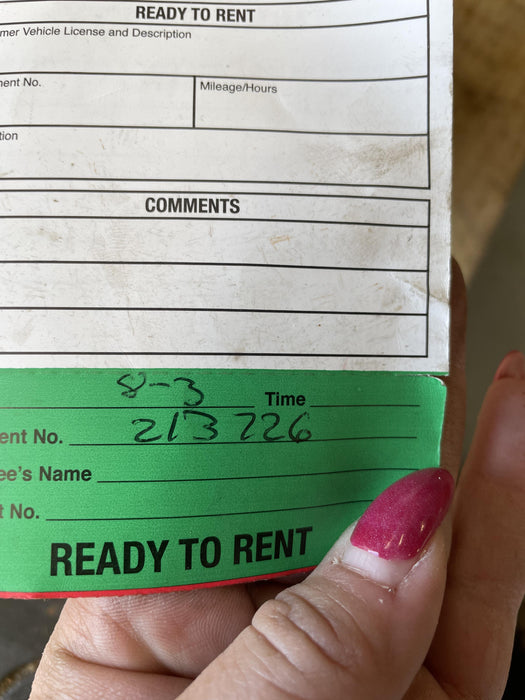 READY TO RENT
mer Vehicle License and Description
ent No. Mileage/Hours
tion
COMMENTS
8-3 Time
ent No. 213726
ee's Name
t No.
READY TO RENT